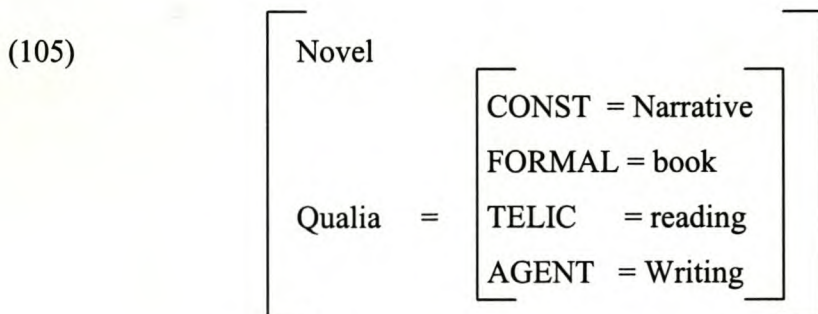 (105) Novel
CONST = Narrative
FORMAL = book
Qualia = TELIC = reading
AGENT = Writing